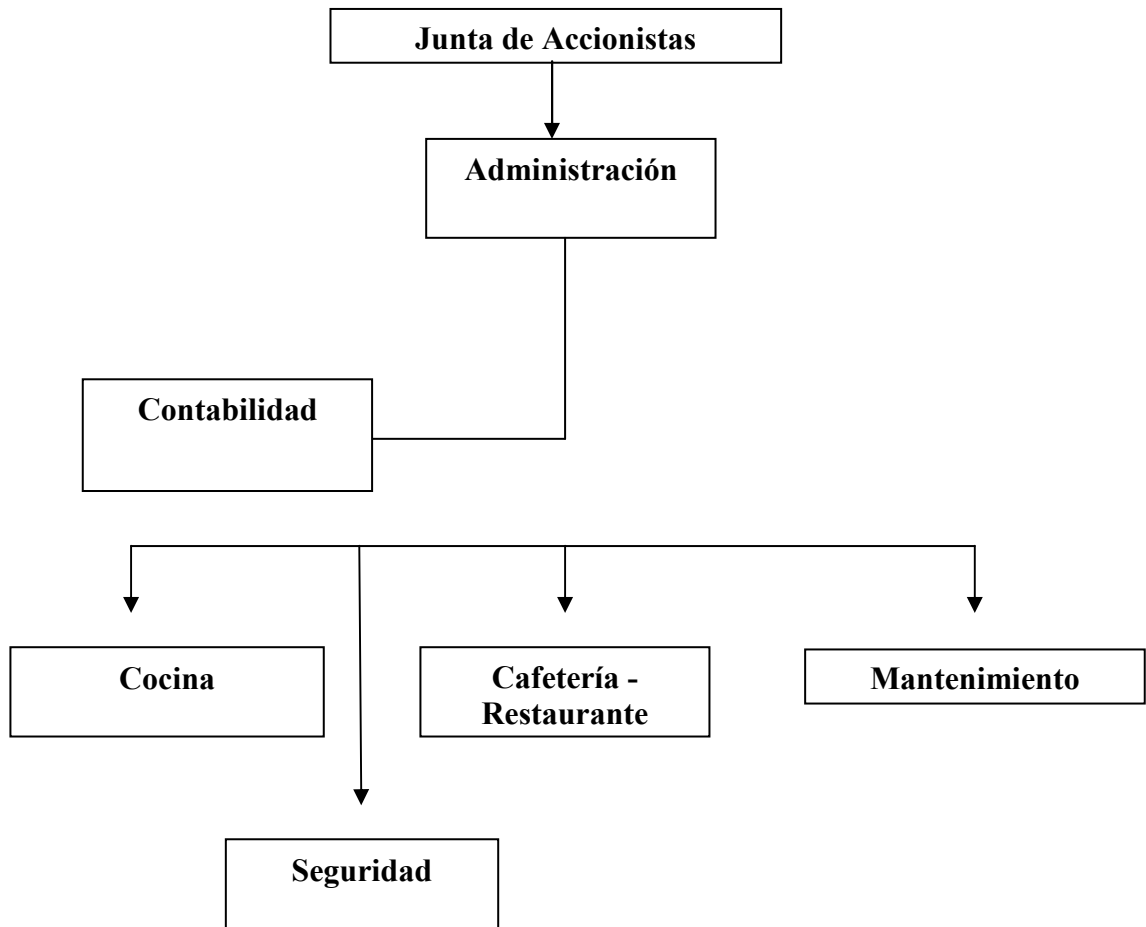 Junta de Accionistas
Administración
Contabilidad
Cocina
Cafetería -
Restaurante
Mantenimiento
Seguridad